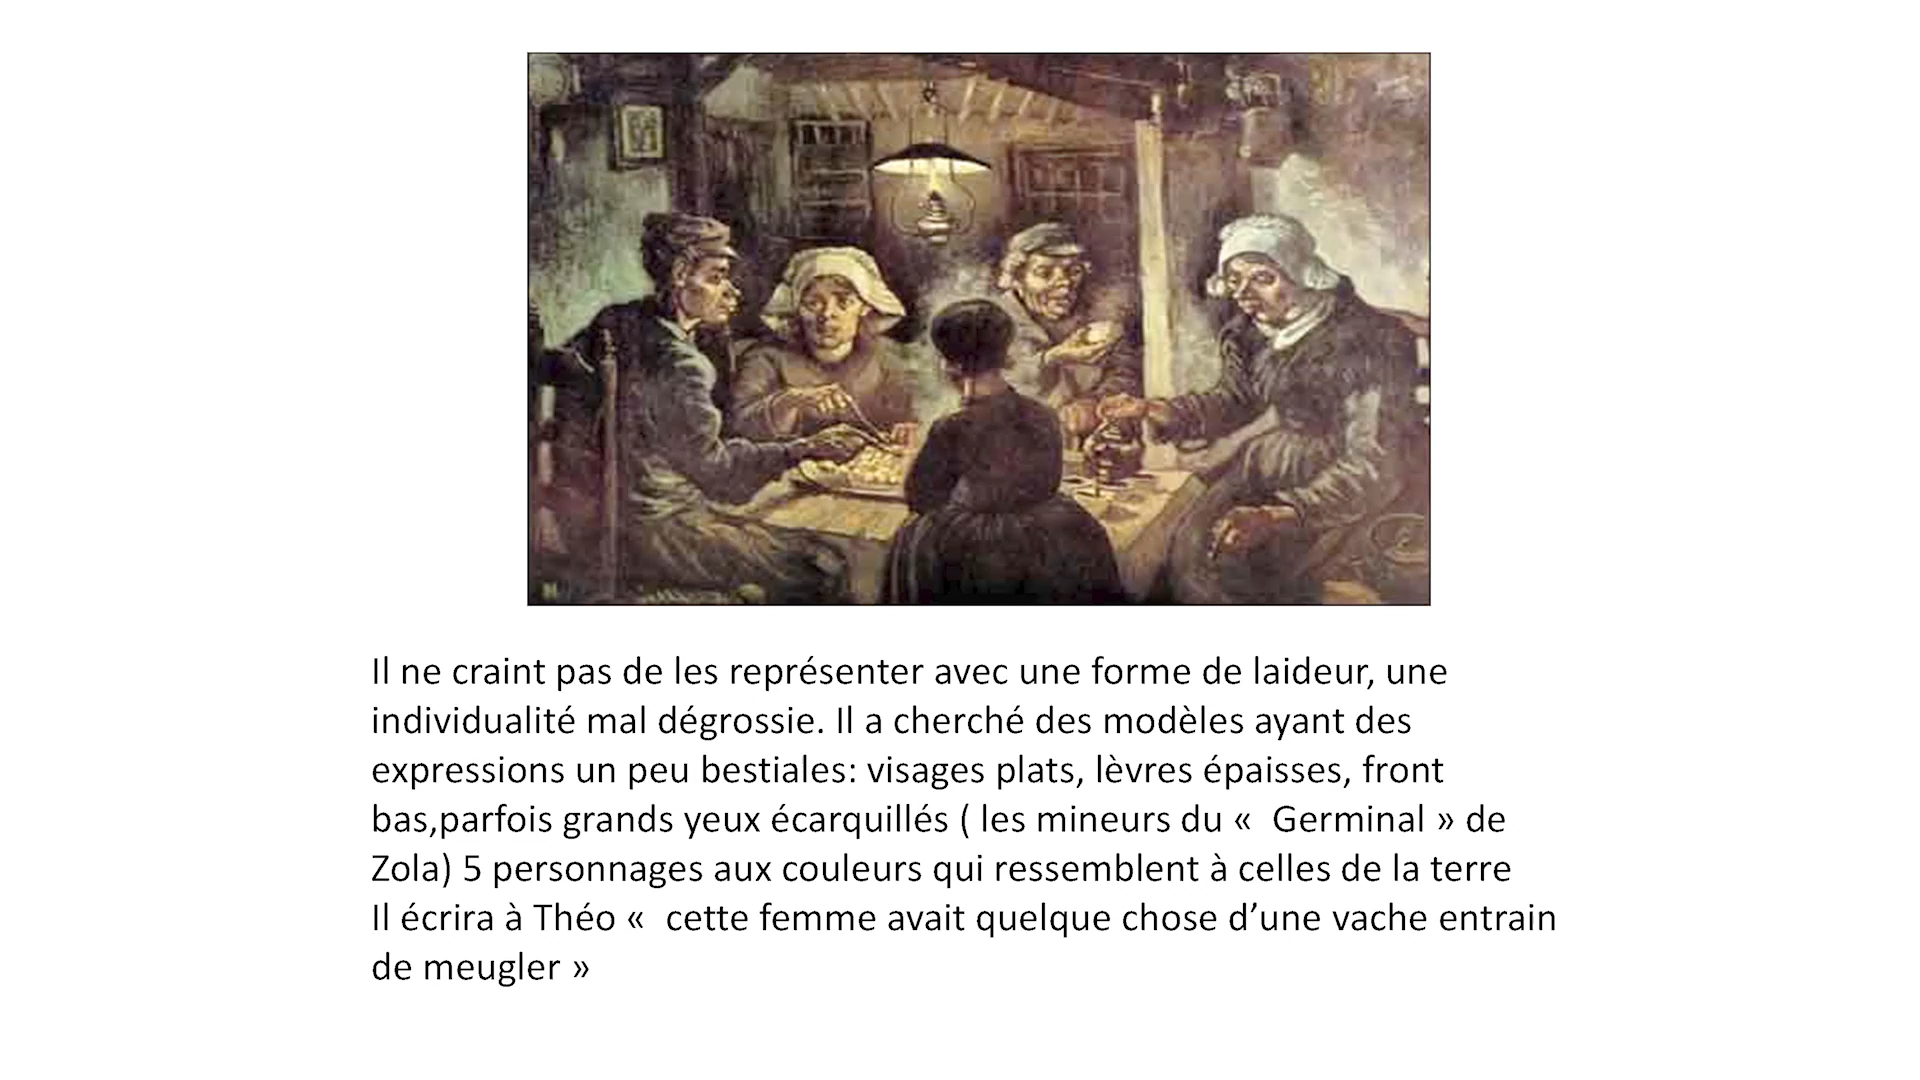 Il ne craint pas de les représenter avec une forme de laideur, une
individualité mal dégrossie. Il a cherché des modèles ayant des
expressions un peu bestiales: visages plats, lèvres épaisses, front
bas,parfois grands yeux écarquillés ( les mineurs du «  Germinal » de
Zola) 5 personnages aux couleurs qui ressemblent à celles de la terre
Il écrira à Théo «  cette femme avait quelque chose d’une vache entrain
de meugler »